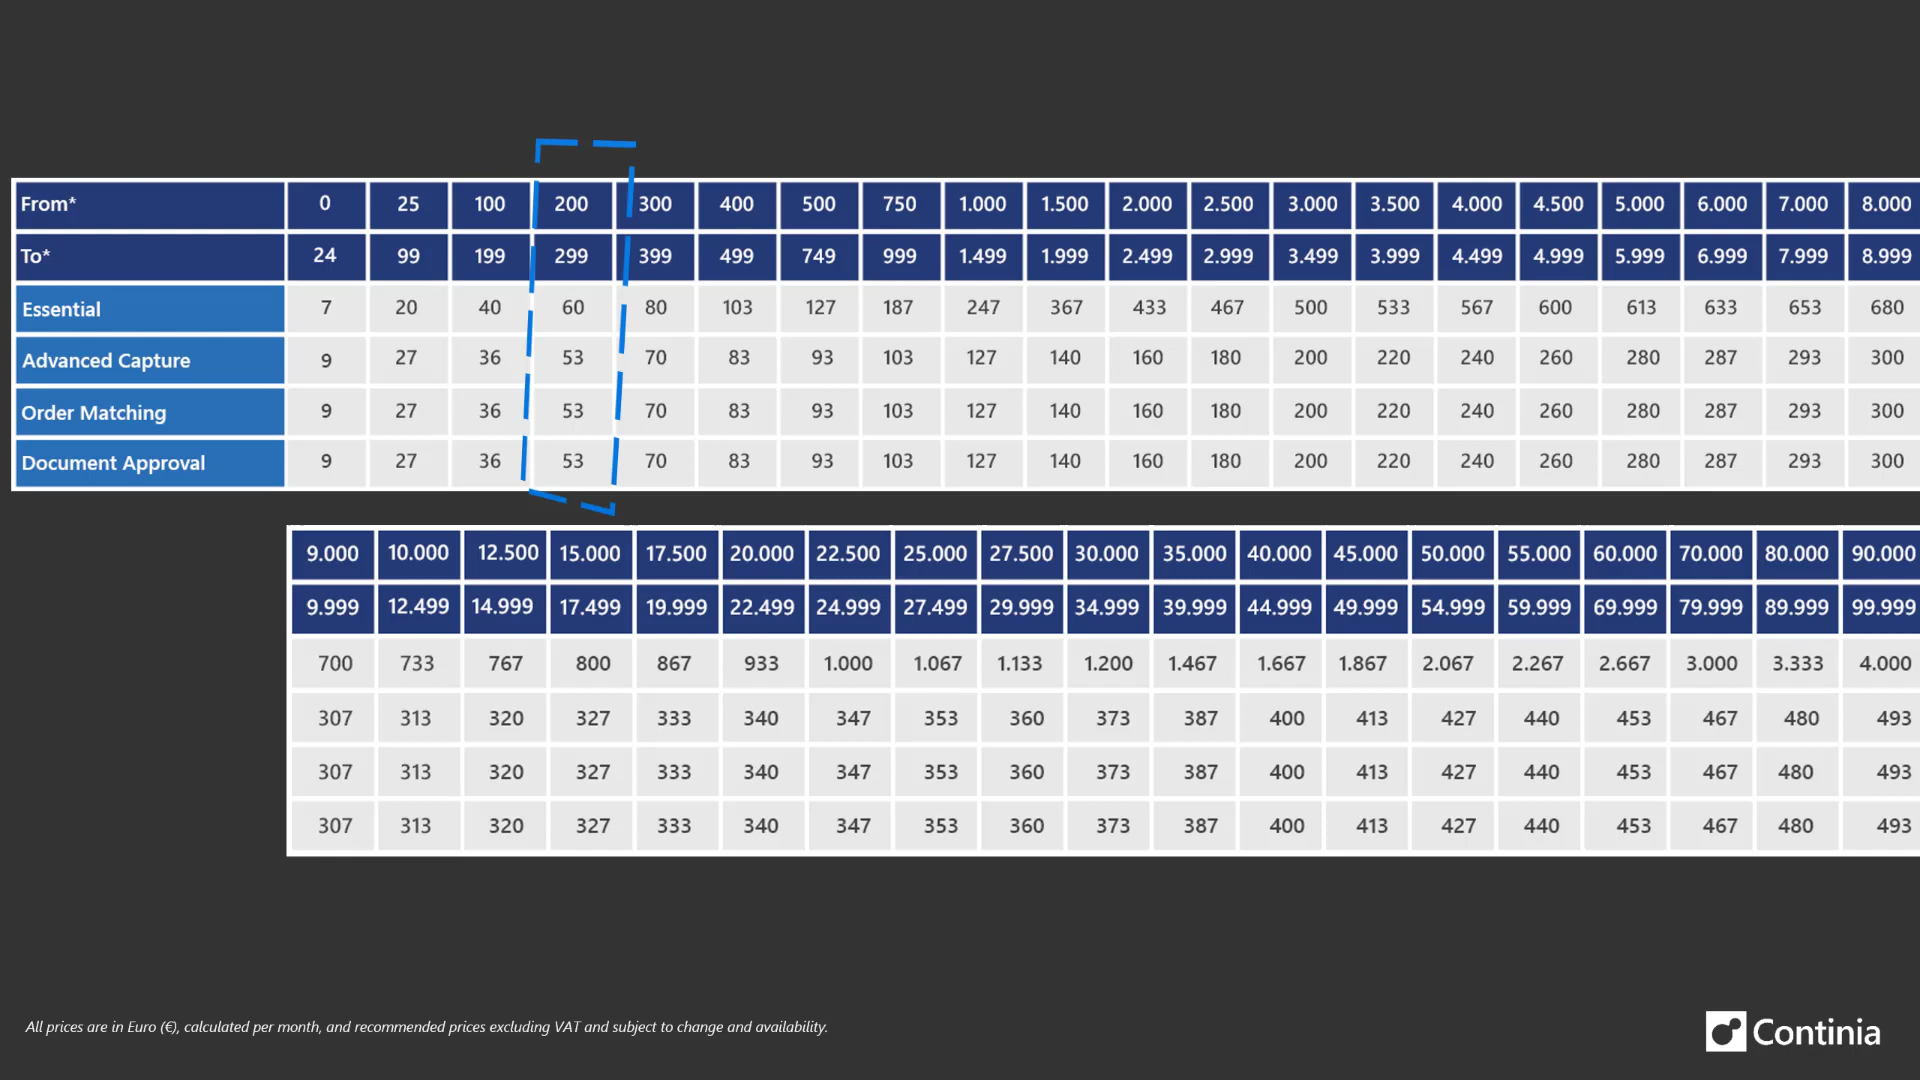 From* 0 25 100 200 300 400 500 750 1.000 1.500 2.000 2.500 3.000 3.500 4.000 4.500 5.000 6.000 7.000 8.000
To* 24 99 199 299 399 499 749 999 1.499 1.999 2.499 2.999 3.499 3.999 4.499 4.999 5.999 6.999 7.999 8.999
Essential 7 20 40 60 80 103 127 187 247 367 433 467 500 533 567 600 613 633 653 680
Advanced Capture 9 27 36 53 70 83 93 103 127 140 160 180 200 220 240 260 280 287 293 300
Order Matching 9 27 36 53 70 83 93 103 127 140 160 180 200 220 240 260 280 287 293 300
Document Approval 9 27 36 53 70 83 93 103 127 140 160 180 200 220 240 260 280 287 293 300
9.000 10.000 12.500 15.000 17.500 20.000 22.500 25.000 27.500 30.000 35.000 40.000 45.000 50.000 55.000 60.000 70.000 80.000 90.000
9.999 12.499 14.999 17.499 19.999 22.499 24.999 27.499 29.999 34.999 39.999 44.999 49.999 54.999 59.999 69.999 79.999 89.999 99.999
700 733 767 800 867 933 1.000 1.067 1.133 1.200 1.467 1.667 1.867 2.067 2.267 2.667 3.000 3.333 4.000
307 313 320 327 333 340 347 353 360 373 387 400 413 427 440 453 467 480 493
307 313 320 327 333 340 347 353 360 373 387 400 413 427 440 453 467 480 493
307 313 320 327 333 340 347 353 360 373 387 400 413 427 440 453 467 480 493
All prices are in Euro (€), calculated per month, and recommended prices excluding VAT and subject to change and availability.
Continia